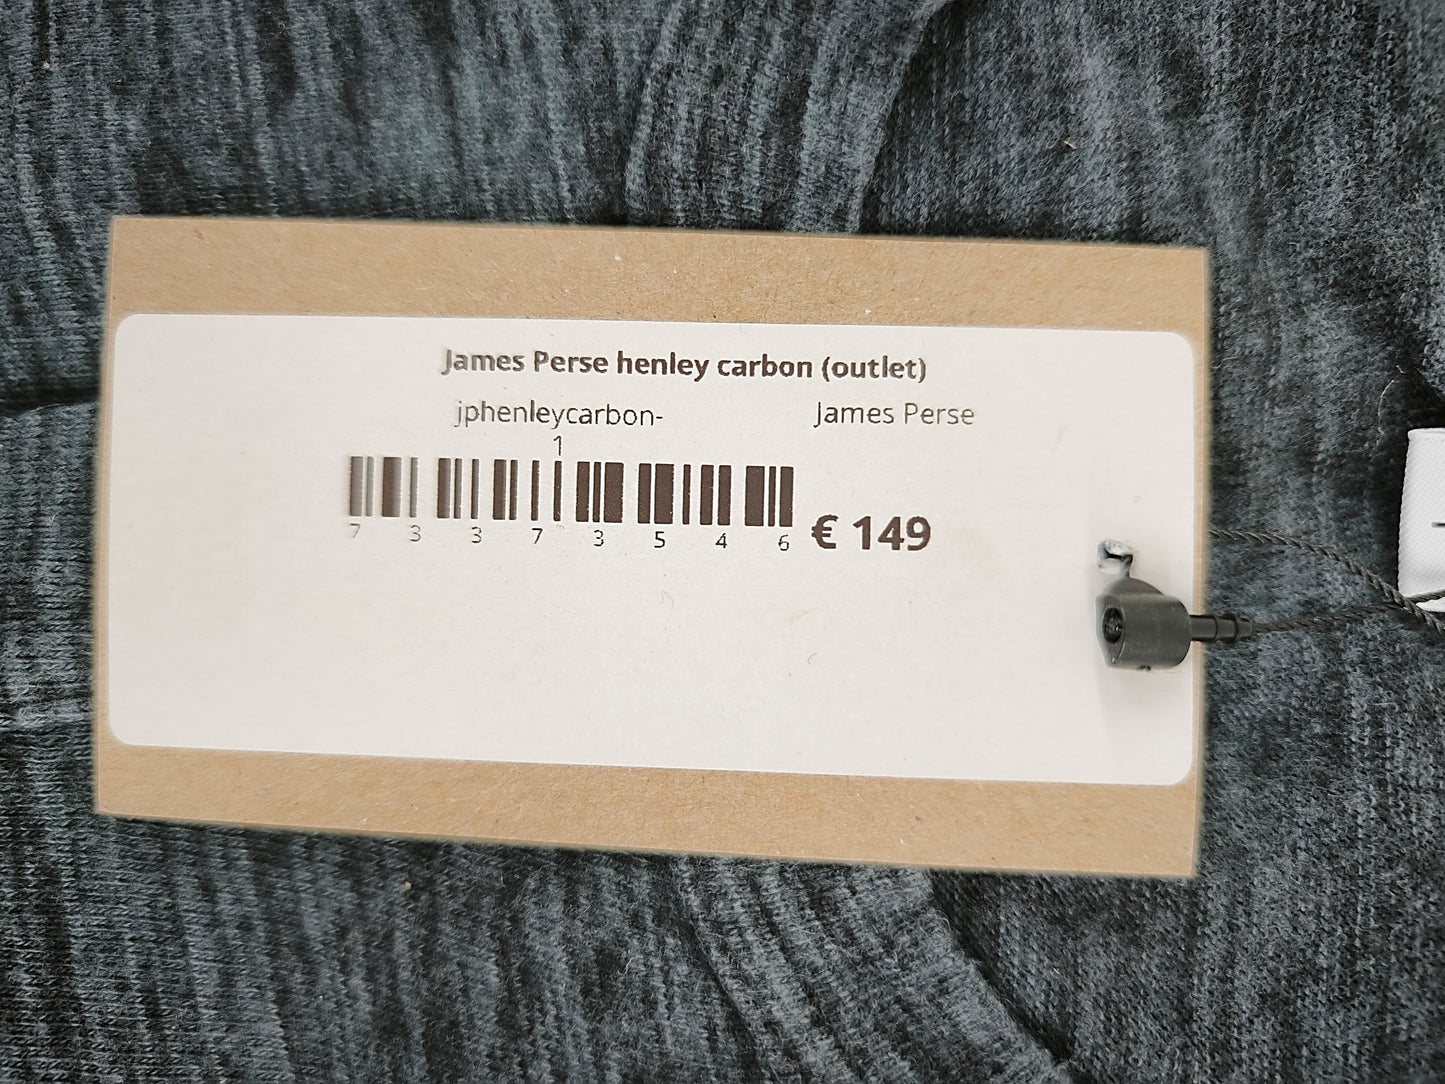 James Perse henley carbon (outlet)
jphenleycarbon- James Perse
1
7 3 3 7 3 5 4 6 € 149